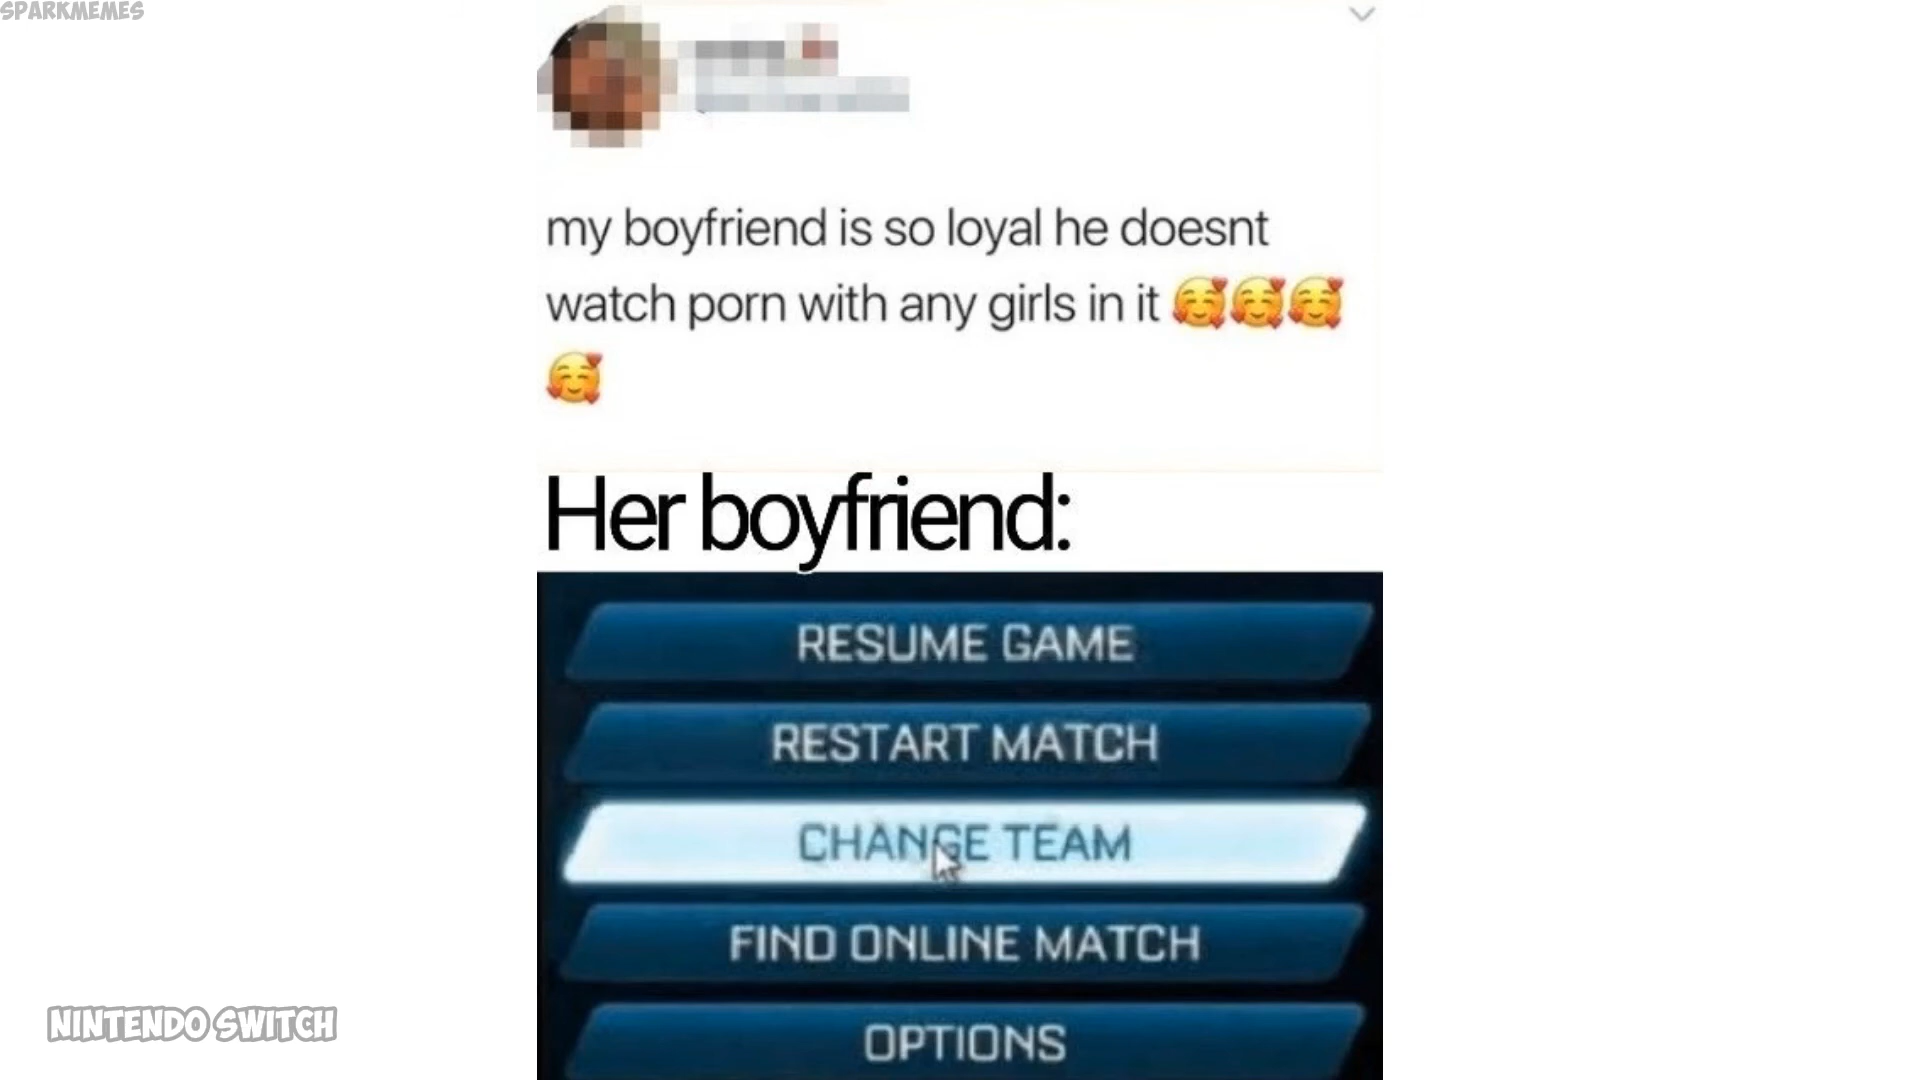 SPARKMEMES
my boyfriend is so loyal he doesnt
watch porn with any girls in it 🥰🥰🥰
🥰
Her boyfriend:
RESUME GAME
RESTART MATCH
CHANGE TEAM
FIND ONLINE MATCH
OPTIONS
NINTENDO SWITCH